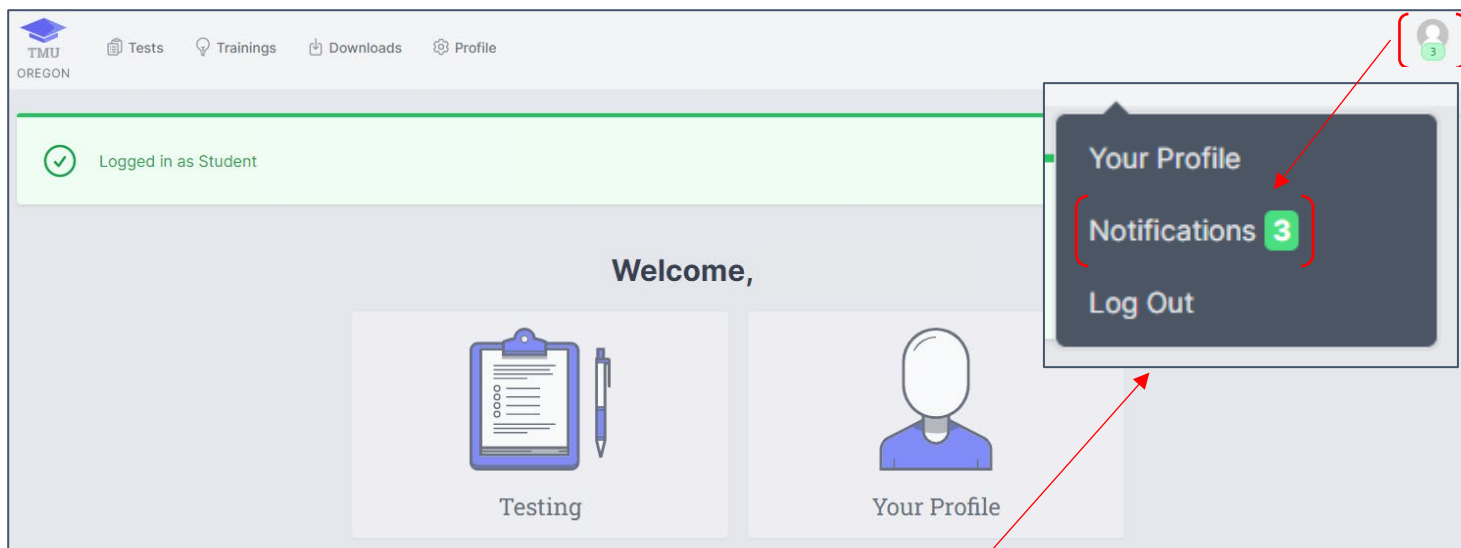 TMU
OREGON
Tests
Trainings
Downloads
Profile
3
Logged in as Student
Your Profile
Notifications 3
Log Out
Welcome,
Testing
Your Profile